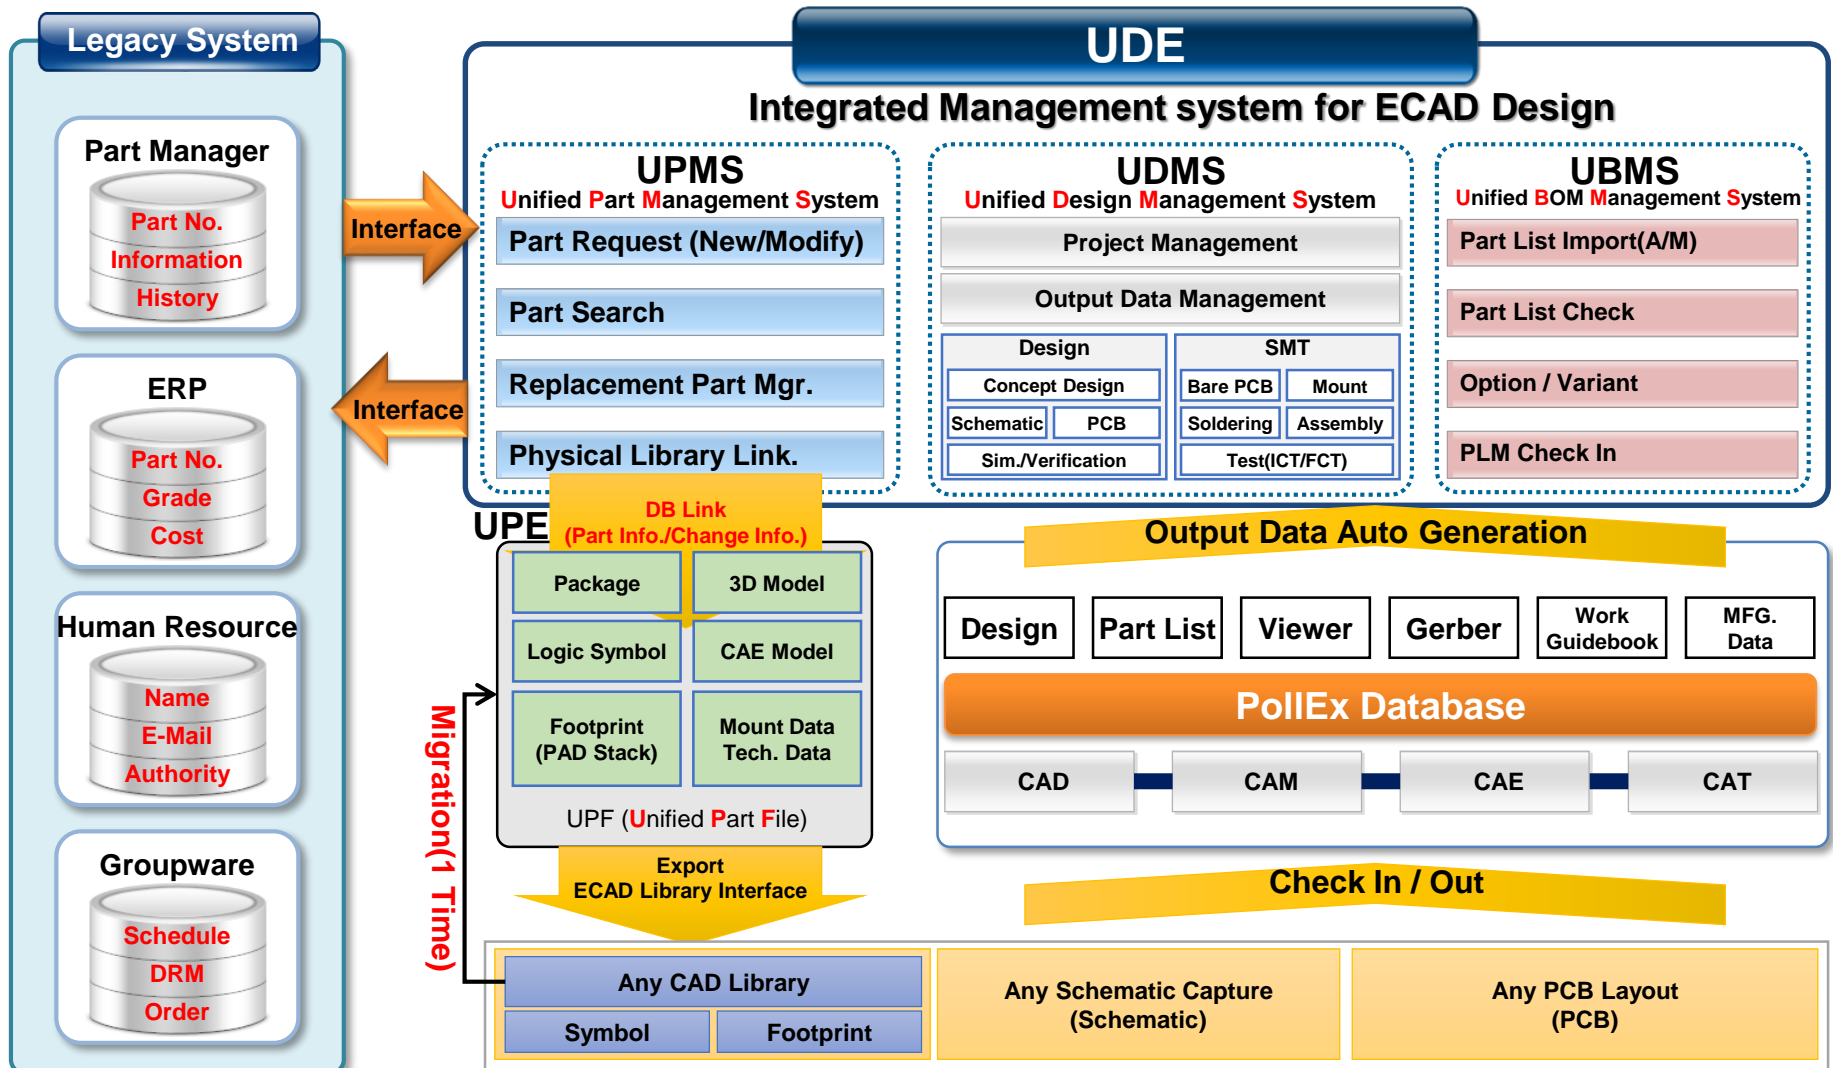 Legacy System
Part Manager
Part No.
Information
History
ERP
Part No.
Grade
Cost
Human Resource
Name
E-Mail
Authority
Groupware
Schedule
DRM
Order
Interface
Interface
UDE
Integrated Management system for ECAD Design
UPMS
Unified Part Management System
Part Request (New/Modify)
Part Search
Replacement Part Mgr.
Physical Library Link.
UDMS
Unified Design Management System
Project Management
Output Data Management
Design
Concept Design
Schematic
PCB
Sim./Verification
SMT
Bare PCB
Mount
Soldering
Assembly
Test(ICT/FCT)
UBMS
Unified BOM Management System
Part List Import(A/M)
Part List Check
Option / Variant
PLM Check In
UPE
DB Link
(Part Info./Change Info.)
Package
3D Model
Logic Symbol
CAE Model
Footprint
(PAD Stack)
Mount Data
Tech. Data
UPF (Unified Part File)
Migration(1 Time)
Export
ECAD Library Interface
Output Data Auto Generation
Design
Part List
Viewer
Gerber
Work
Guidebook
MFG.
Data
PollEx Database
CAD
CAM
CAE
CAT
Check In / Out
Any CAD Library
Symbol
Footprint
Any Schematic Capture
(Schematic)
Any PCB Layout
(PCB)